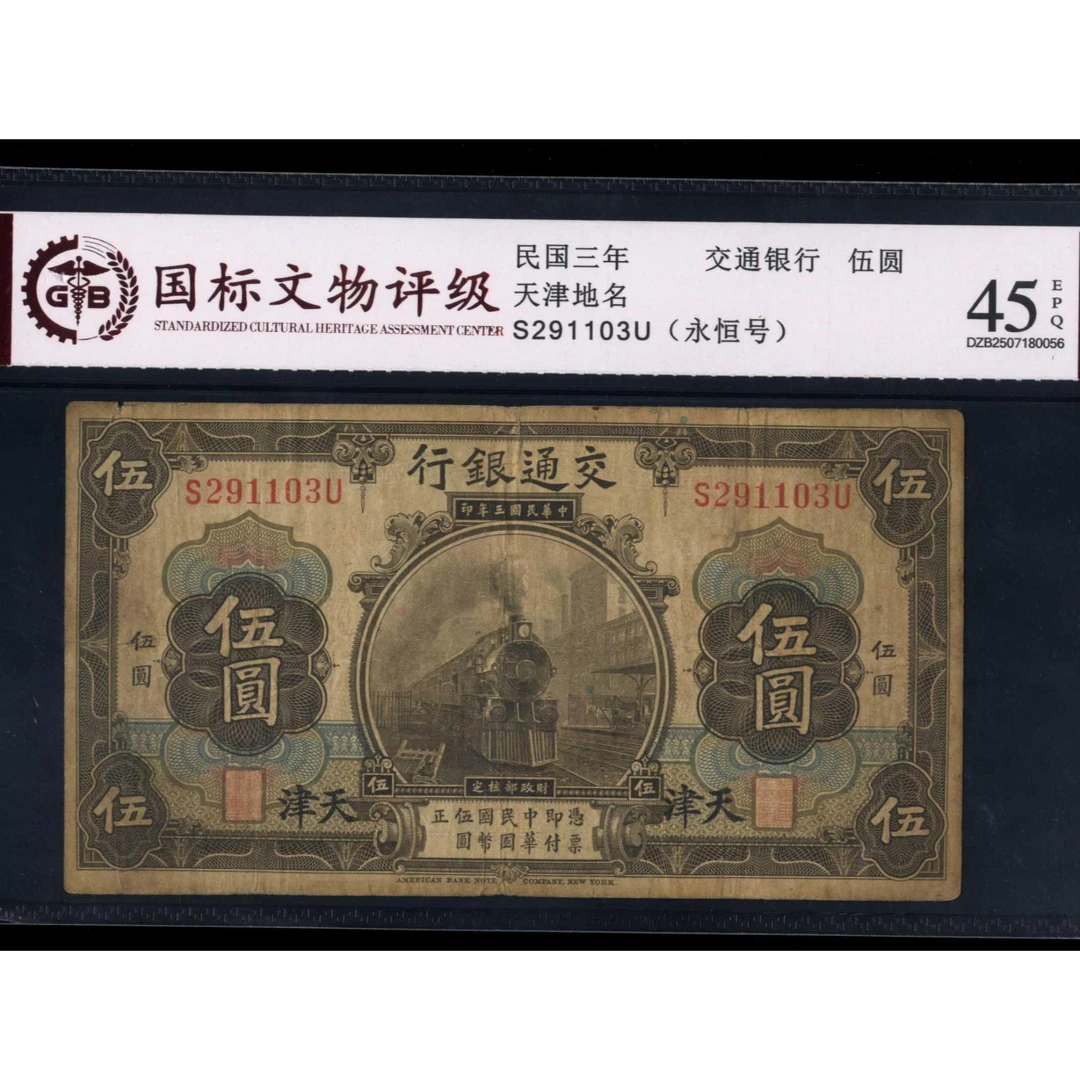 GB
国标文物评级
STANDARDIZED CULTURAL HERITAGE ASSESSMENT CENTER
民国三年 交通银行 伍圆
天津地名
S291103U（永恒号）
45
EPQ
DZB2507180056
伍
行銀通交
伍
S291103U
S291103U
印年三國民華中
伍圓
伍圓
伍圓
伍圓
伍
定核部政財
伍
津天
津天
伍
正伍國民中即憑
圓幣國華付票
伍
AMERICAN BANK NOTE COMPANY, NEW YORK.